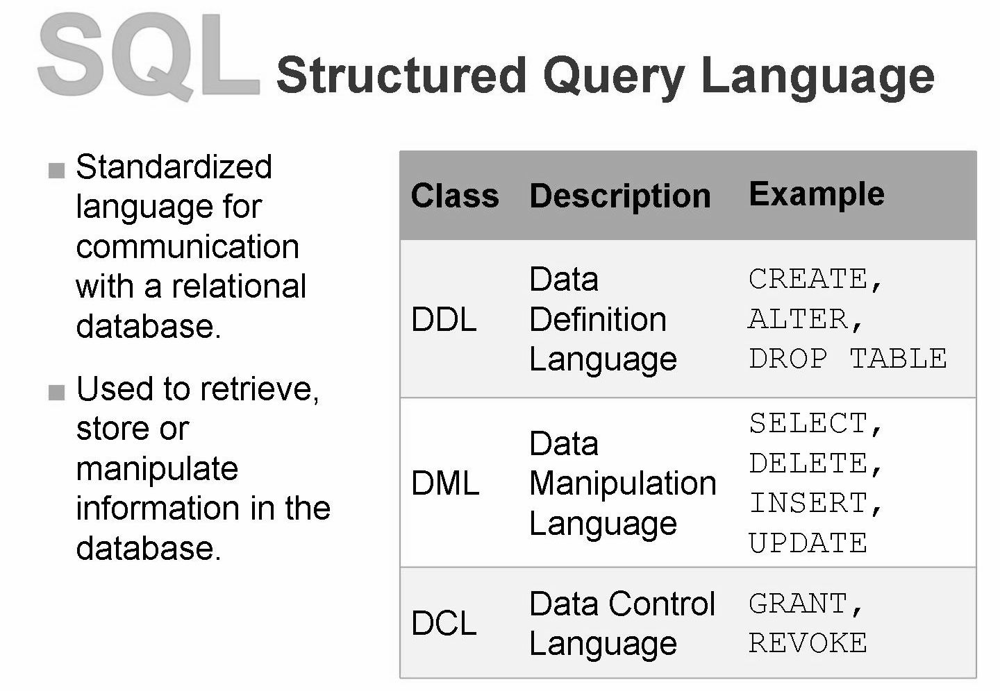 SQL Structured Query Language
■ Standardized
language for
communication
with a relational
database.
■ Used to retrieve,
store or
manipulate
information in the
database.
Class Description Example
DDL
Data
Definition
Language
CREATE,
ALTER,
DROP TABLE
DML
Data
Manipulation
Language
SELECT,
DELETE,
INSERT,
UPDATE
DCL
Data Control
Language
GRANT,
REVOKE